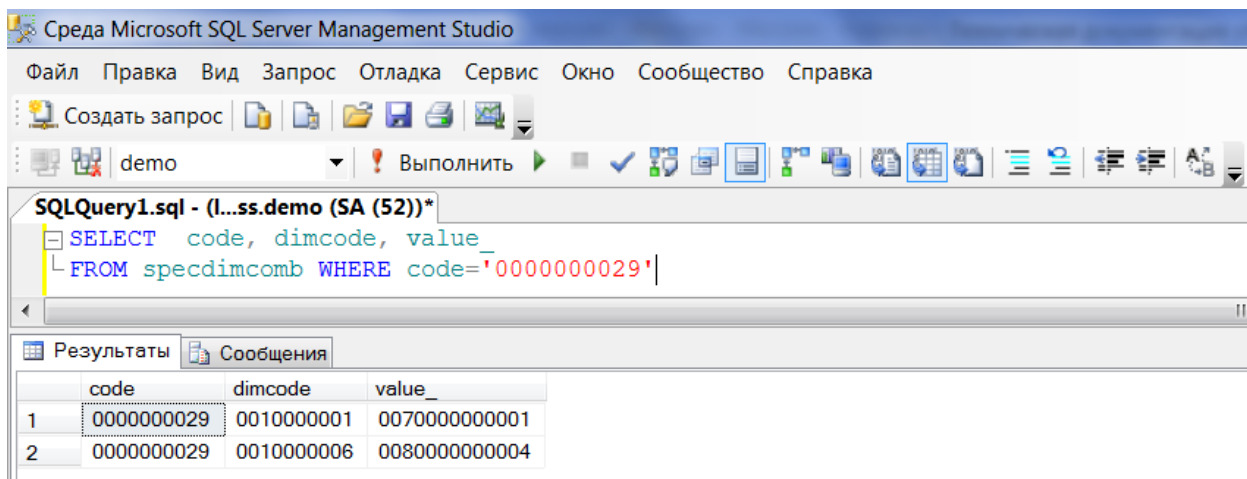 Среда Microsoft SQL Server Management Studio
Файл Правка Вид Запрос Отладка Сервис Окно Сообщество Справка
Создать запрос
demo Выполнить
SQLQuery1.sql - (l...ss.demo (SA (52))*
SELECT code, dimcode, value_
FROM specdimcomb WHERE code='0000000029'
Результаты Сообщения
code dimcode value_
1 0000000029 0010000001 0070000000001
2 0000000029 0010000006 0080000000004